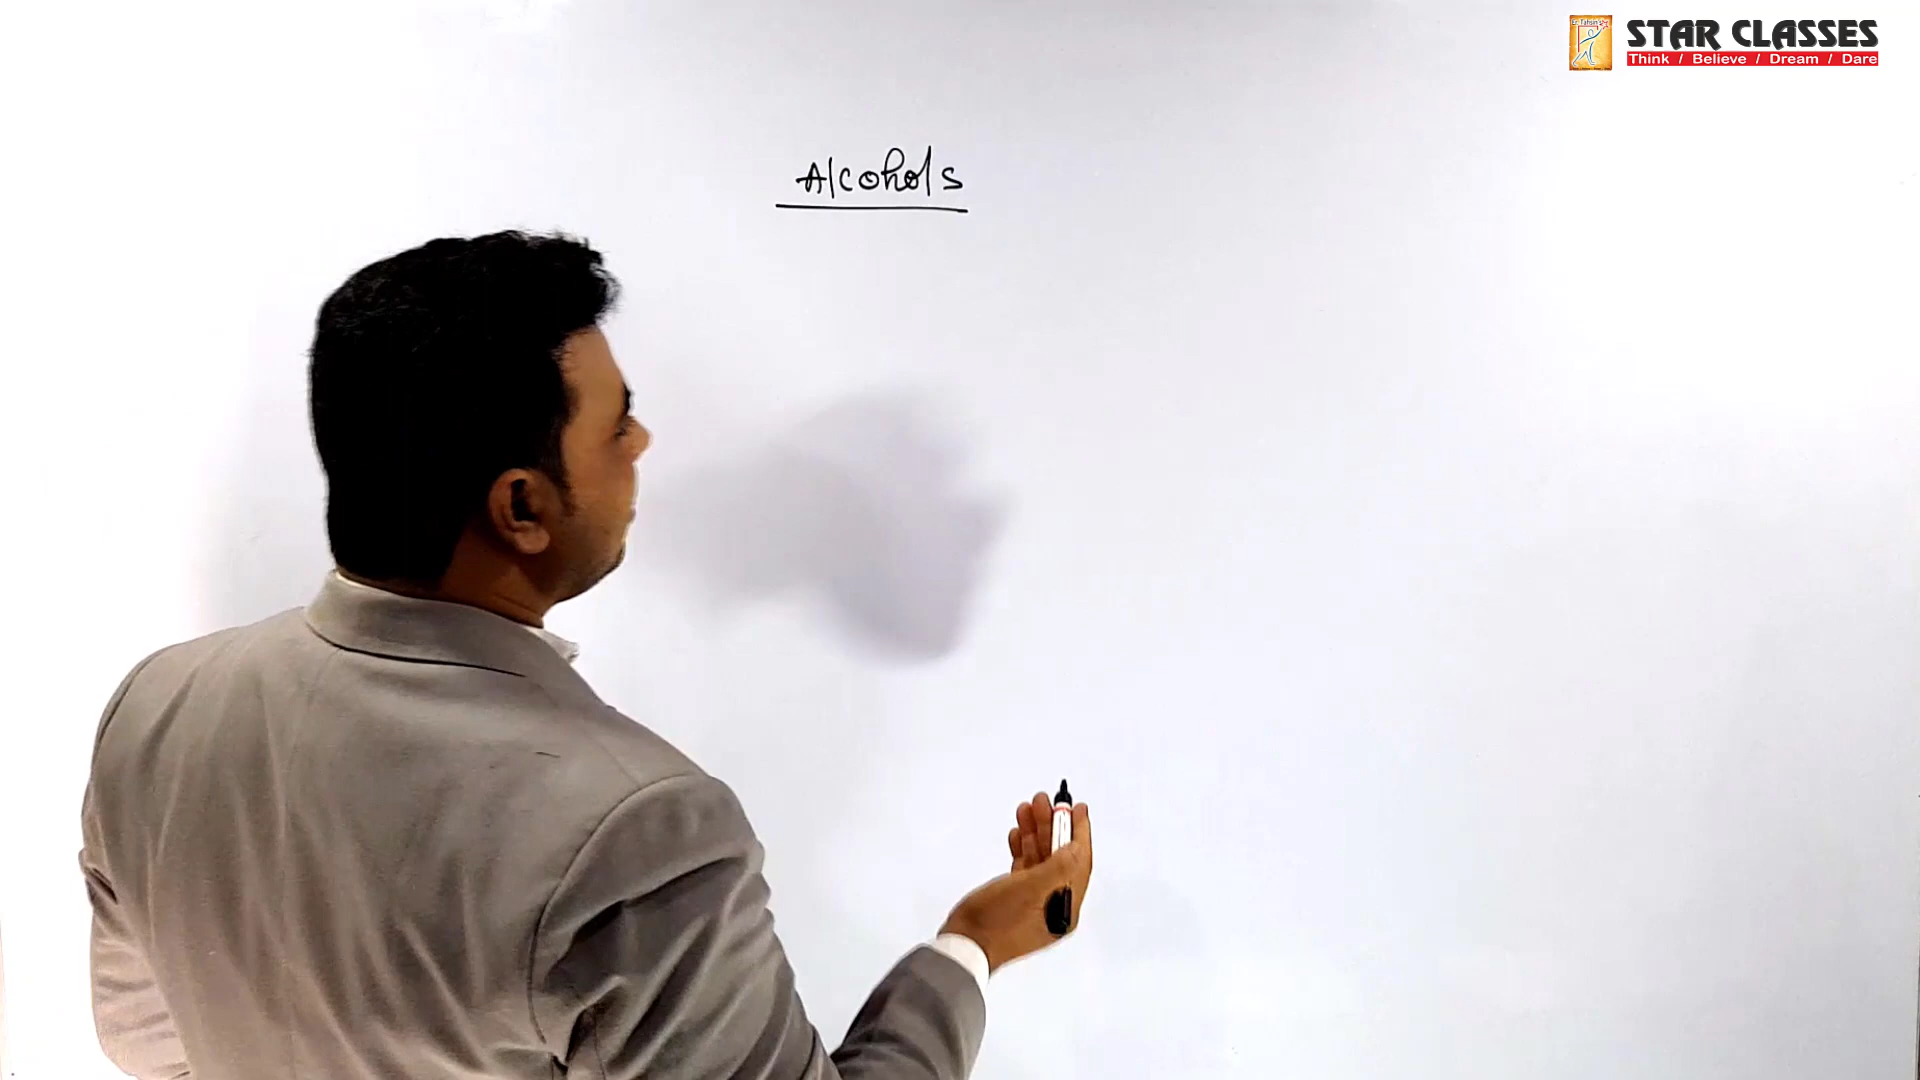 STAR CLASSES
Think / Believe / Dream / Dare
Alcohols